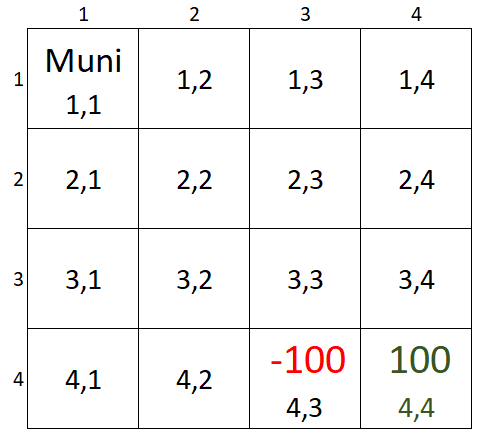 1 2 3 4
1 Muni 1,1 1,2 1,3 1,4
2 2,1 2,2 2,3 2,4
3 3,1 3,2 3,3 3,4
4 4,1 4,2 -100 4,3 100 4,4